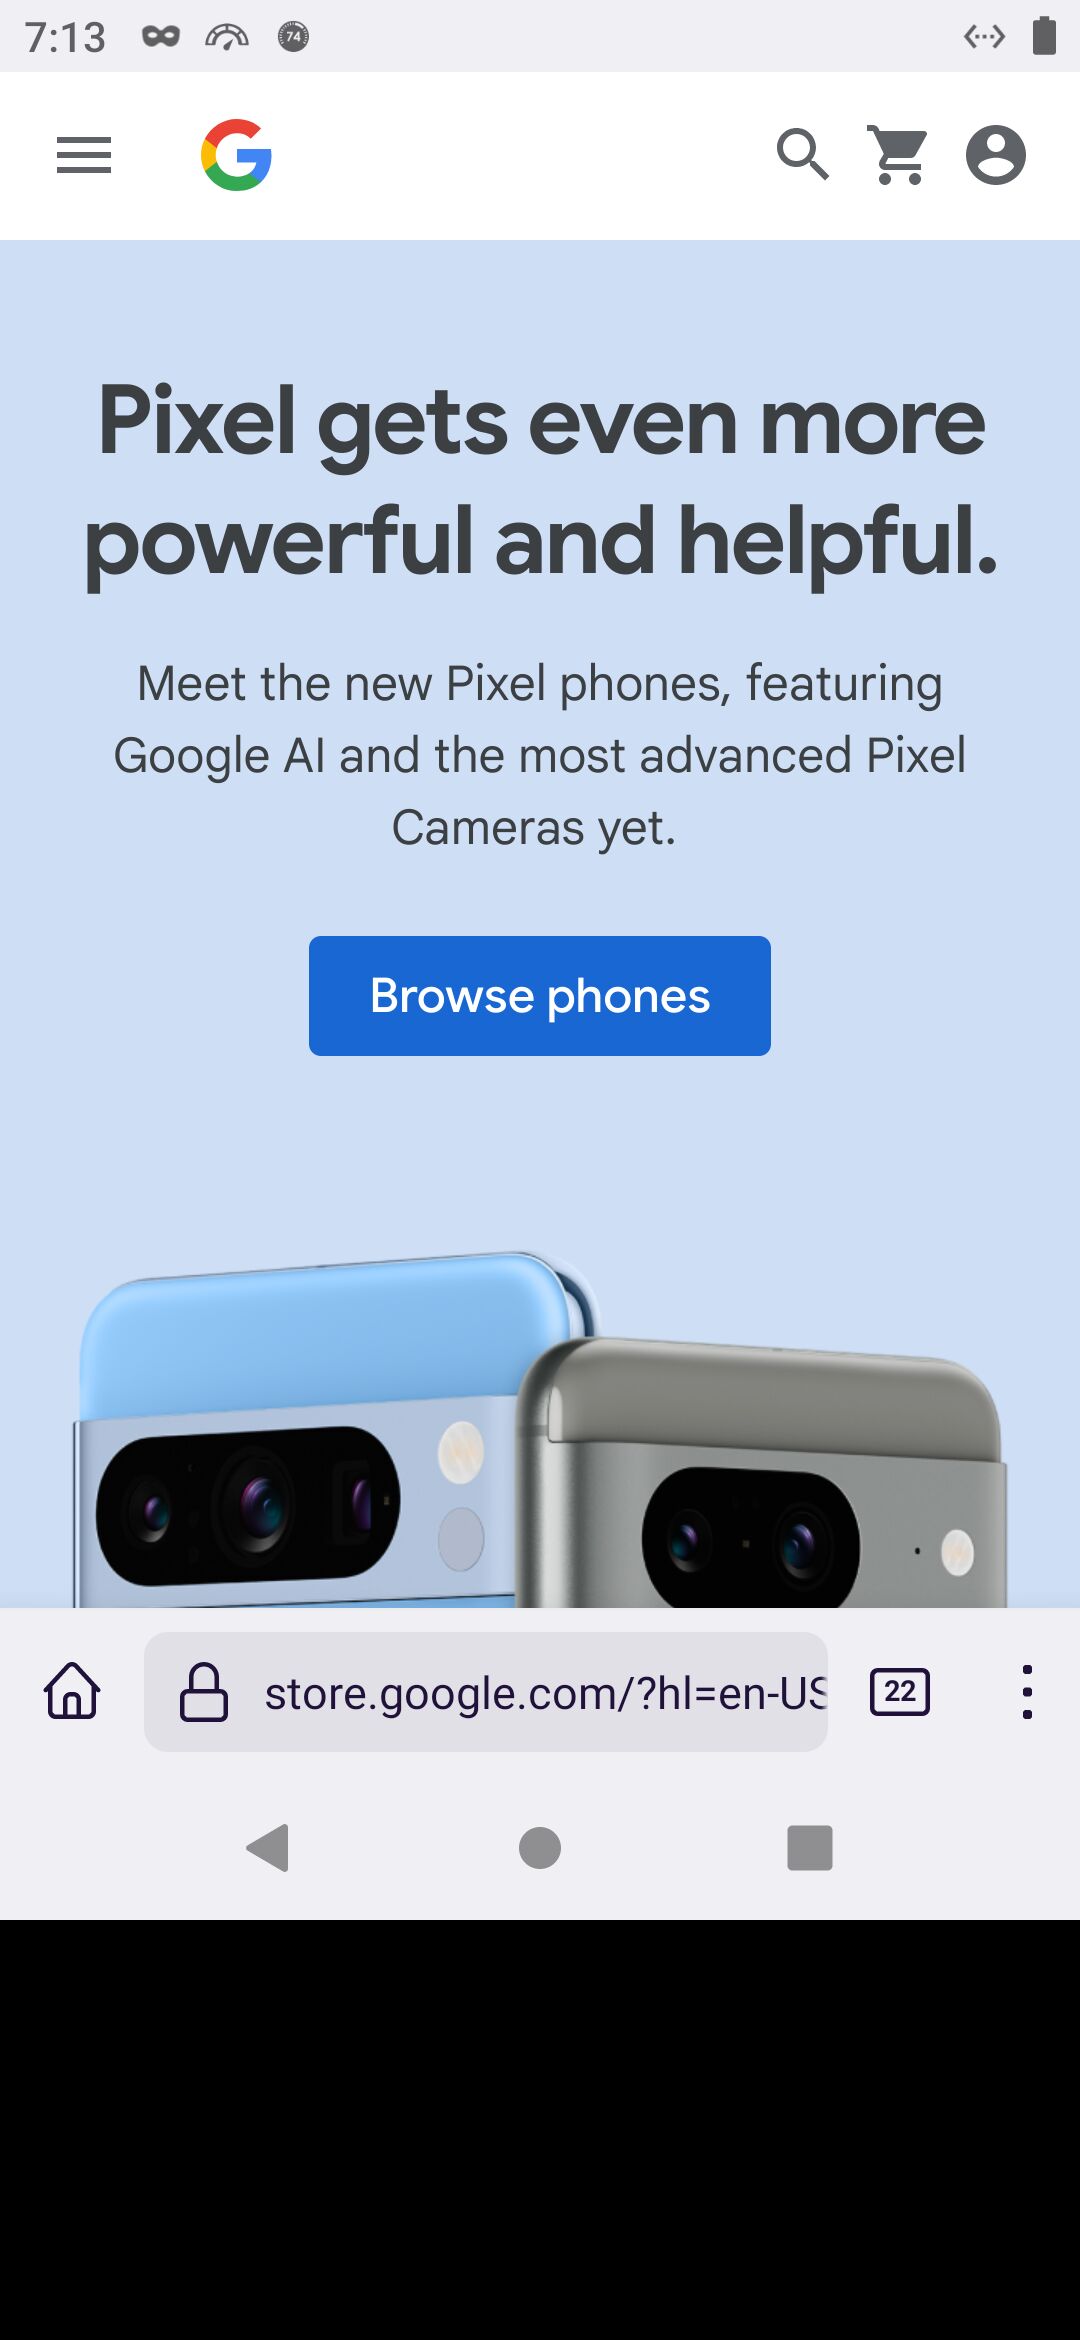 7:13
74
Pixel gets even more
powerful and helpful.
Meet the new Pixel phones, featuring
Google AI and the most advanced Pixel
Cameras yet.
Browse phones
store.google.com/?hl=en-US
22